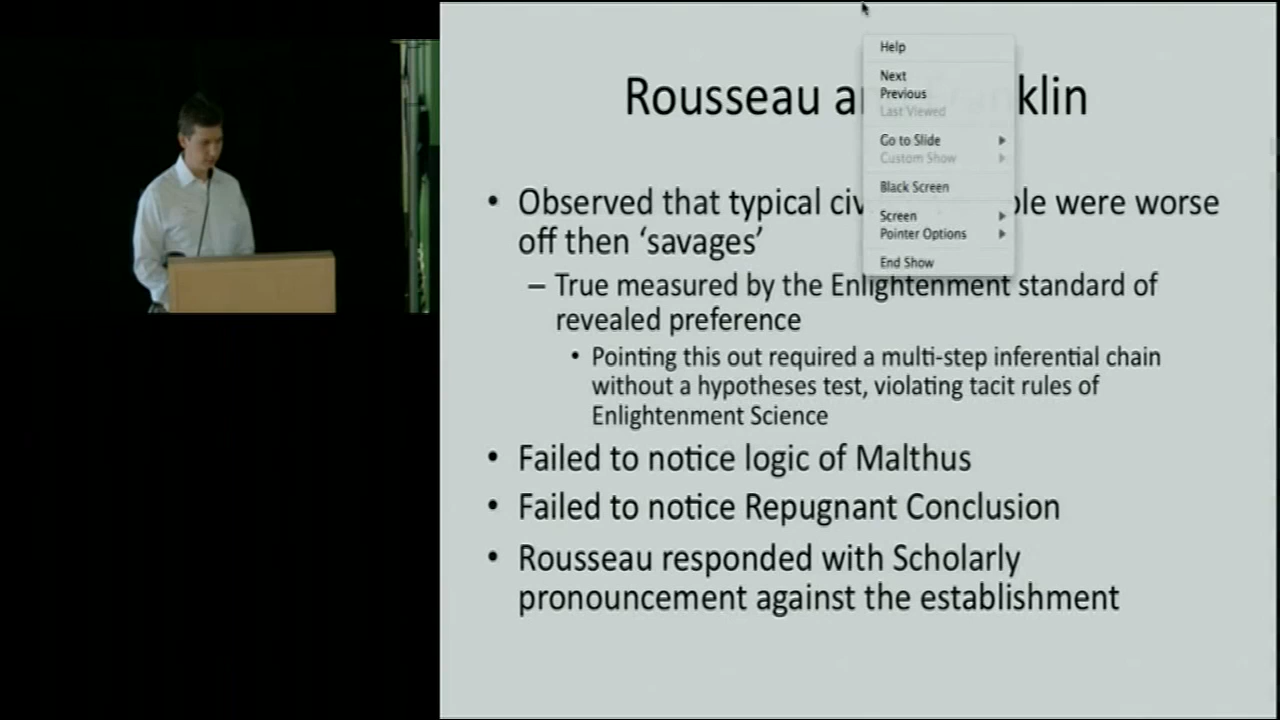 Rousseau a klin
Help
Next
Previous
Last Viewed
Go to Slide
Custom Show
Black Screen
Screen
Pointer Options
End Show
• Observed that typical civ ple were worse
off then ‘savages’
– True measured by the Enlightenment standard of
revealed preference
• Pointing this out required a multi-step inferential chain
without a hypotheses test, violating tacit rules of
Enlightenment Science
• Failed to notice logic of Malthus
• Failed to notice Repugnant Conclusion
• Rousseau responded with Scholarly
pronouncement against the establishment